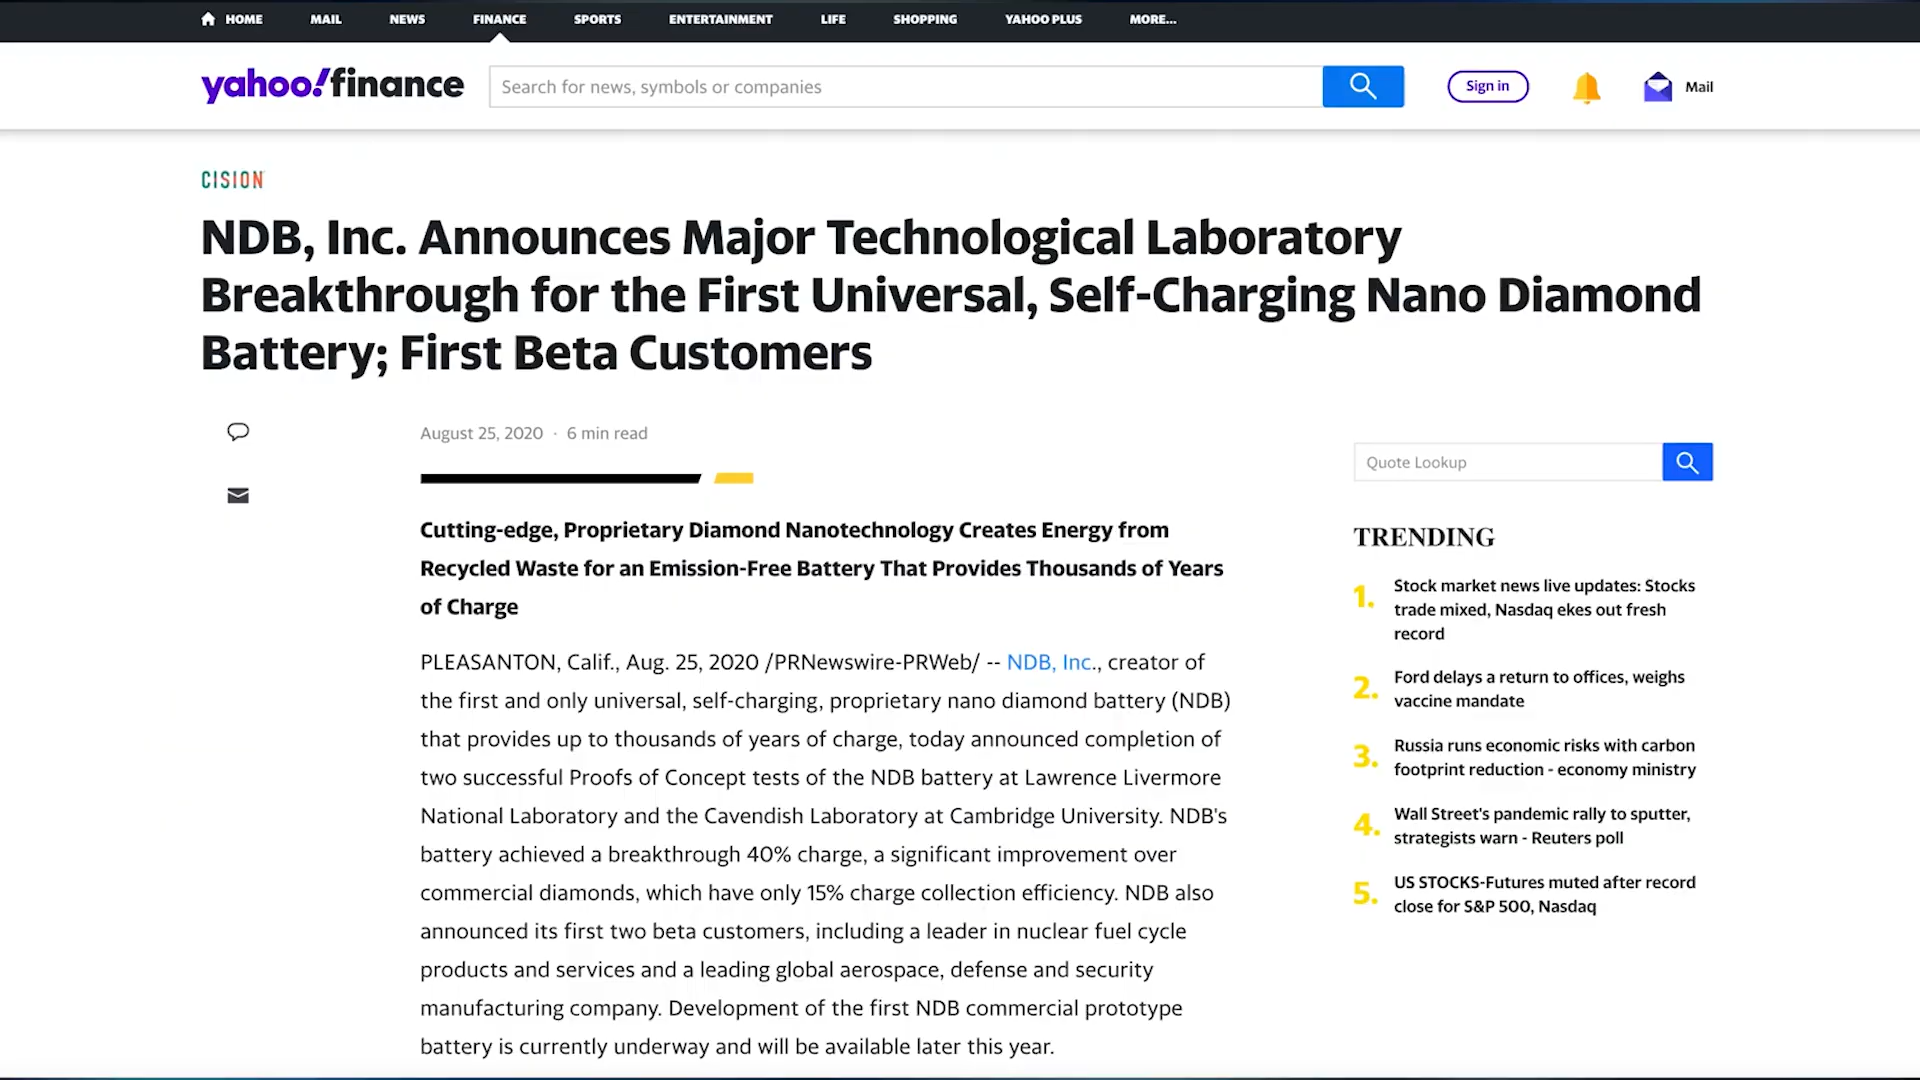 HOME MAIL NEWS FINANCE SPORTS ENTERTAINMENT LIFE SHOPPING YAHOO PLUS MORE...
yahoo!finance
Search for news, symbols or companies
Sign in
Mail
CISION
NDB, Inc. Announces Major Technological Laboratory
Breakthrough for the First Universal, Self-Charging Nano Diamond
Battery; First Beta Customers
August 25, 2020 · 6 min read
Cutting-edge, Proprietary Diamond Nanotechnology Creates Energy from
Recycled Waste for an Emission-Free Battery That Provides Thousands of Years
of Charge
PLEASANTON, Calif., Aug. 25, 2020 /PRNewswire-PRWeb/ -- NDB, Inc., creator of
the first and only universal, self-charging, proprietary nano diamond battery (NDB)
that provides up to thousands of years of charge, today announced completion of
two successful Proofs of Concept tests of the NDB battery at Lawrence Livermore
National Laboratory and the Cavendish Laboratory at Cambridge University. NDB's
battery achieved a breakthrough 40% charge, a significant improvement over
commercial diamonds, which have only 15% charge collection efficiency. NDB also
announced its first two beta customers, including a leader in nuclear fuel cycle
products and services and a leading global aerospace, defense and security
manufacturing company. Development of the first NDB commercial prototype
battery is currently underway and will be available later this year.
Quote Lookup
TRENDING
1. Stock market news live updates: Stocks
trade mixed, Nasdaq ekes out fresh
record
2. Ford delays a return to offices, weighs
vaccine mandate
3. Russia runs economic risks with carbon
footprint reduction - economy ministry
4. Wall Street's pandemic rally to sputter,
strategists warn - Reuters poll
5. US STOCKS-Futures muted after record
close for S&P 500, Nasdaq